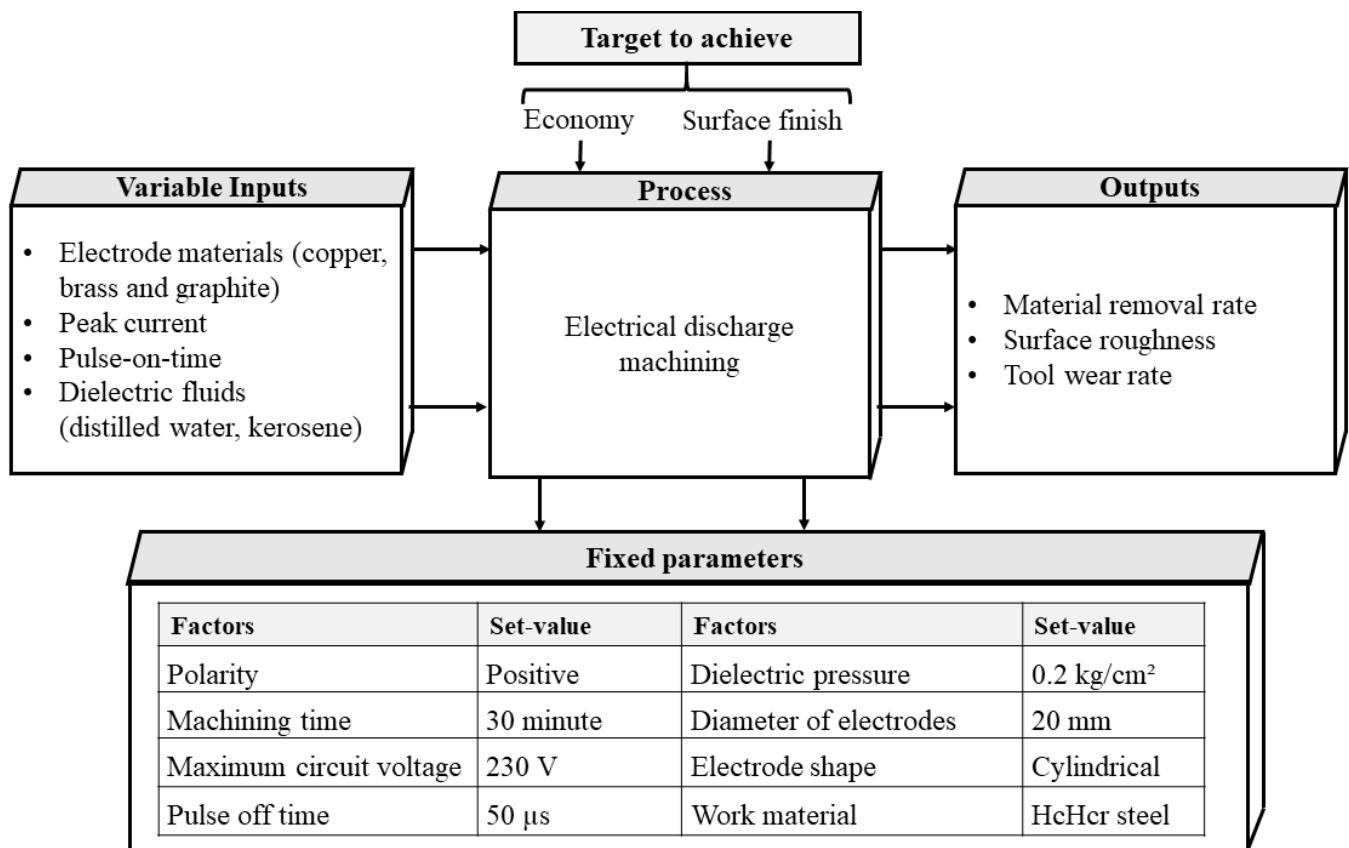 Target to achieve
Economy Surface finish
Variable Inputs
• Electrode materials (copper,
brass and graphite)
• Peak current
• Pulse-on-time
• Dielectric fluids
(distilled water, kerosene)
Process
Electrical discharge
machining
Outputs
• Material removal rate
• Surface roughness
• Tool wear rate
Fixed parameters
Factors Set-value Factors Set-value
Polarity Positive Dielectric pressure 0.2 kg/cm²
Machining time 30 minute Diameter of electrodes 20 mm
Maximum circuit voltage 230 V Electrode shape Cylindrical
Pulse off time 50 µs Work material HcHcr steel